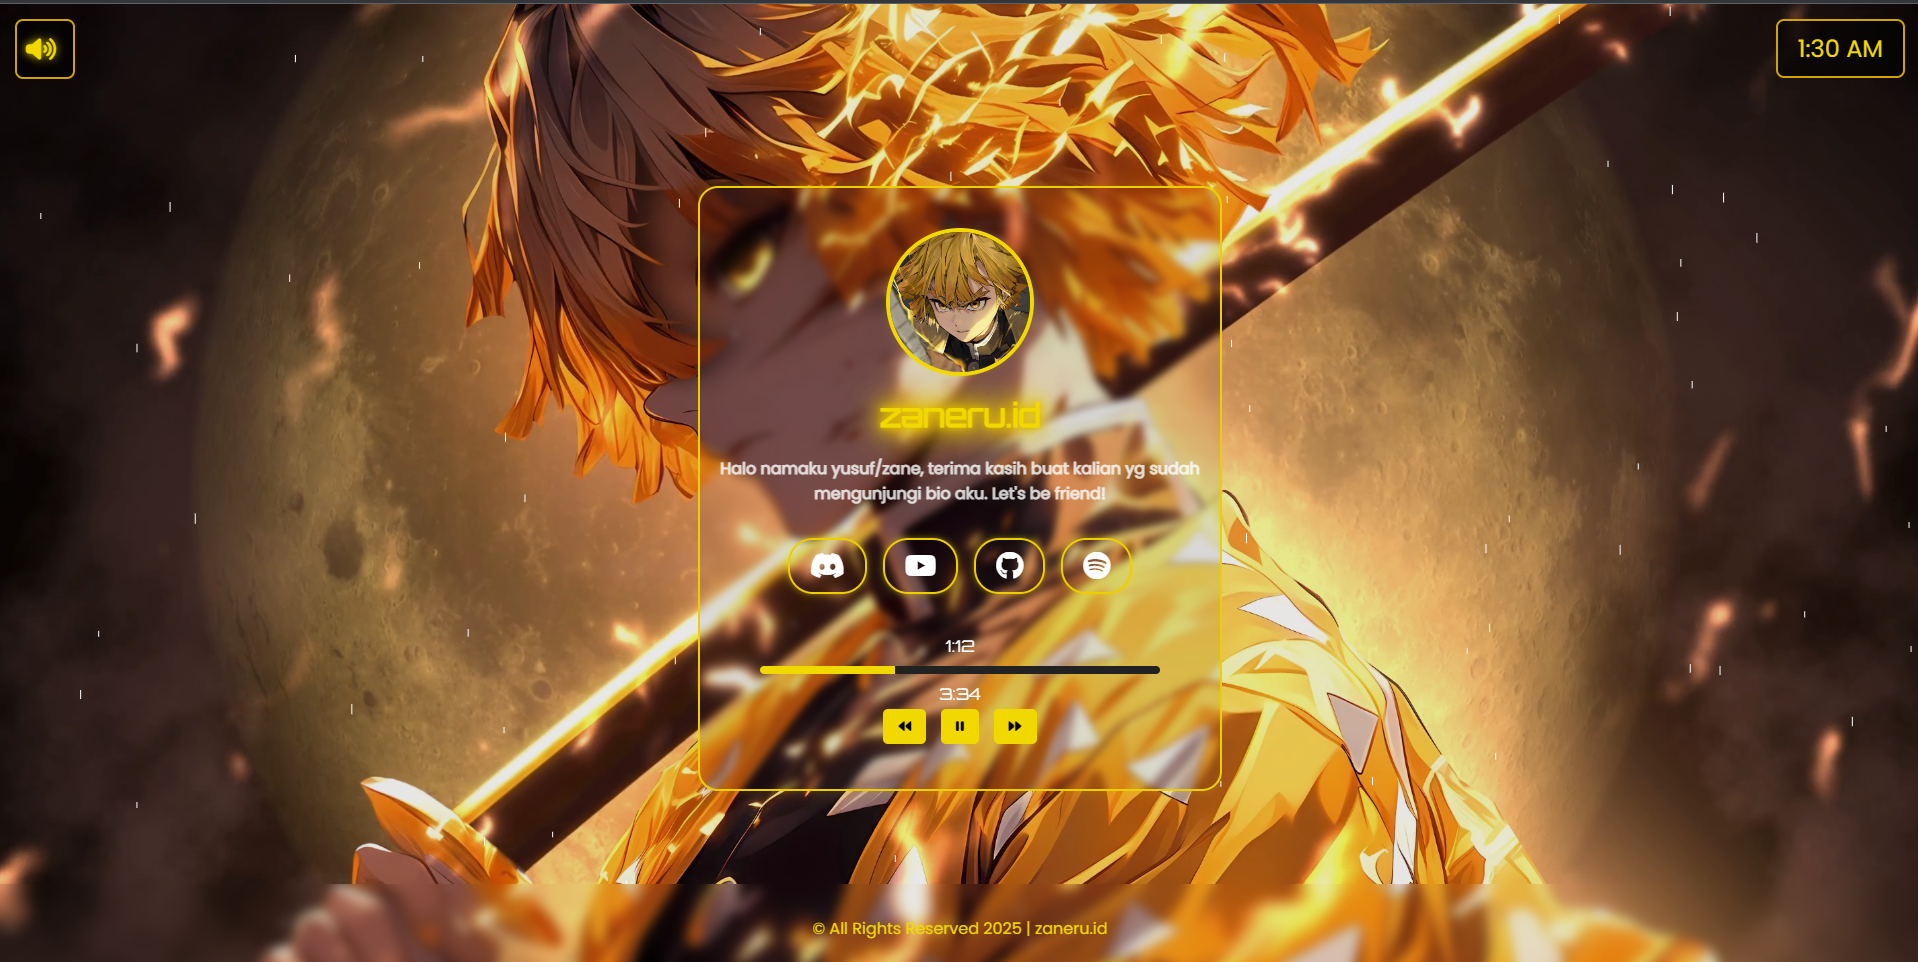 1:30 AM
zaneru.id
Halo namaku yusuf/zane, terima kasih buat kalian yg sudah
mengunjungi bio aku. Let's be friend!
1:12
3:34
© All Rights Reserved 2025 | zaneru.id